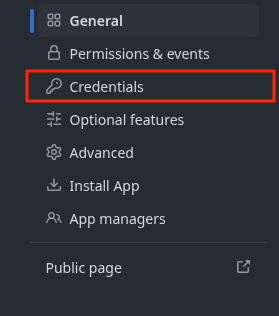 General
Permissions & events
Credentials
Optional features
Advanced
Install App
App managers
Public page